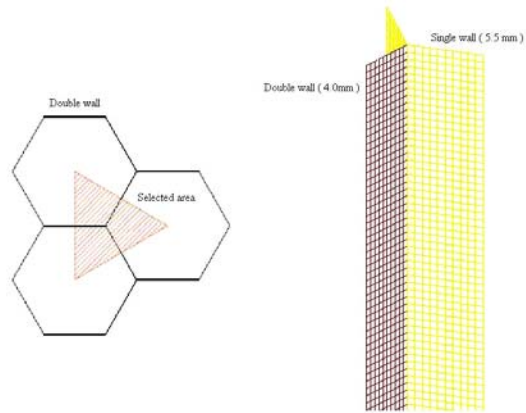 Double wall
Selected area
Single wall ( 5.5 mm )
Double wall ( 4.0mm )